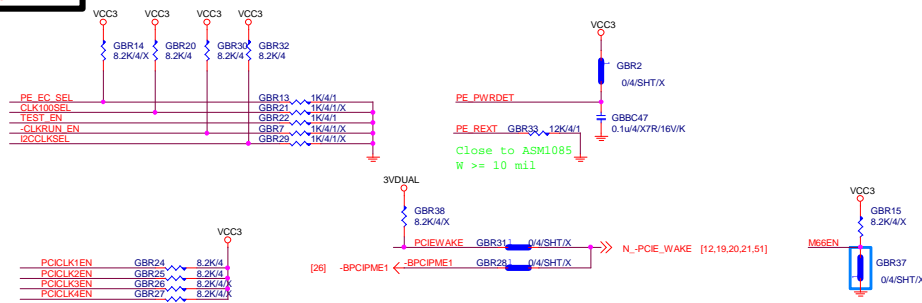 VCC3 VCC3 VCC3 VCC3
GBR14 GBR20 GBR30 GBR32
8.2K/4/X 8.2K/4 8.2K/4 8.2K/4
PE_EC_SEL GBR13 1K/4/1
CLK100SEL GBR21 1K/4/1/X
TEST_EN GBR22 1K/4/1
-CLKRUN_EN GBR7 1K/4/1/X
I2CCLKSEL GBR29 1K/4/1/X
VCC3
GBR2
0/4/SHT/X
PE_PWRDET
GBBC47
0.1u/4/X7R/16V/K
PE_REXT GBR33 12K/4/1
Close to ASM1085
W >= 10 mil
3VDUAL
GBR38
8.2K/4/X
PCIEWAKE GBR31 0/4/SHT/X N_-PCIE_WAKE [12,19,20,21,51]
[26] -BPCIPME1 -BPCIPME1 GBR28 0/4/SHT/X
VCC3
GBR15
8.2K/4/X
M66EN
GBR37
0/4/SHT/X
VCC3
PCICLK1EN GBR24 8.2K/4
PCICLK2EN GBR25 8.2K/4
PCICLK3EN GBR26 8.2K/4/X
PCICLK4EN GBR27 8.2K/4/X